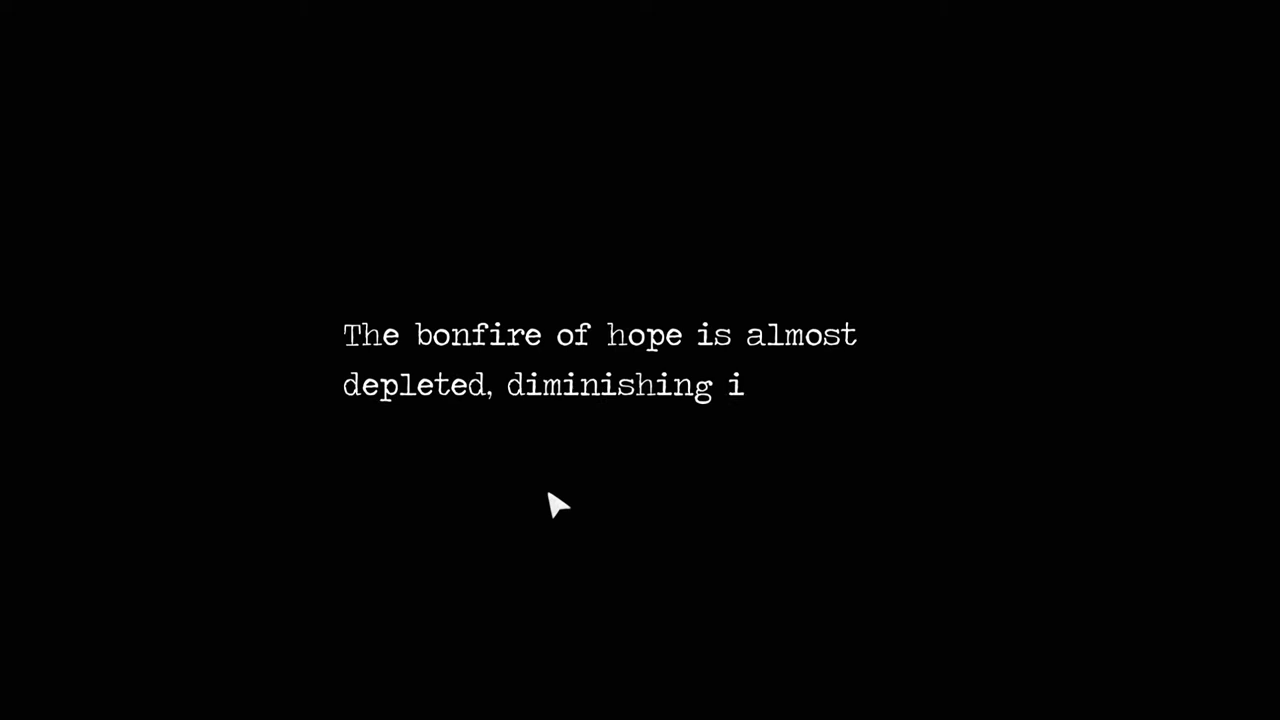 The bonfire of hope is almost
depleted, diminishing i